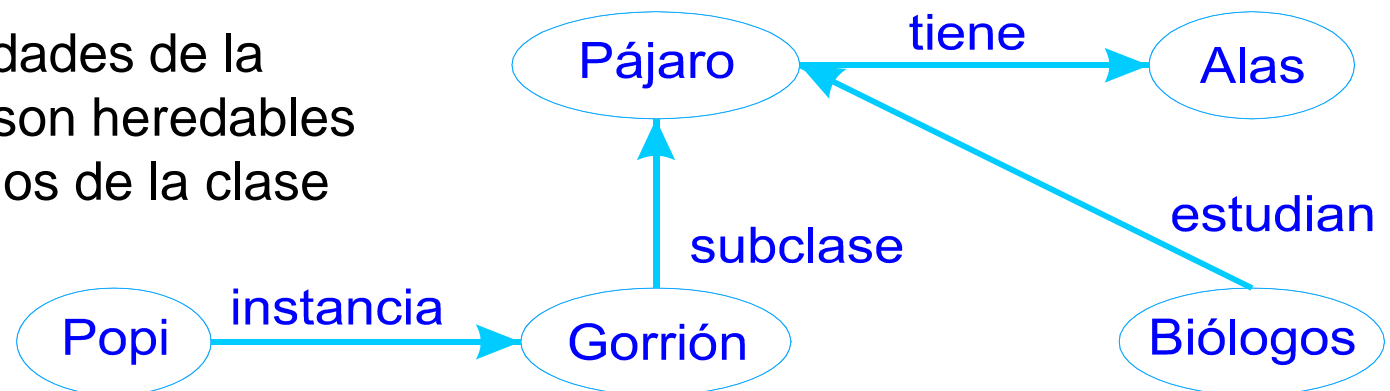 dades de la
son heredables
os de la clase
Pájaro
tiene
Alas
estudian
subclase
instancia
Popi
Gorrión
Biólogos